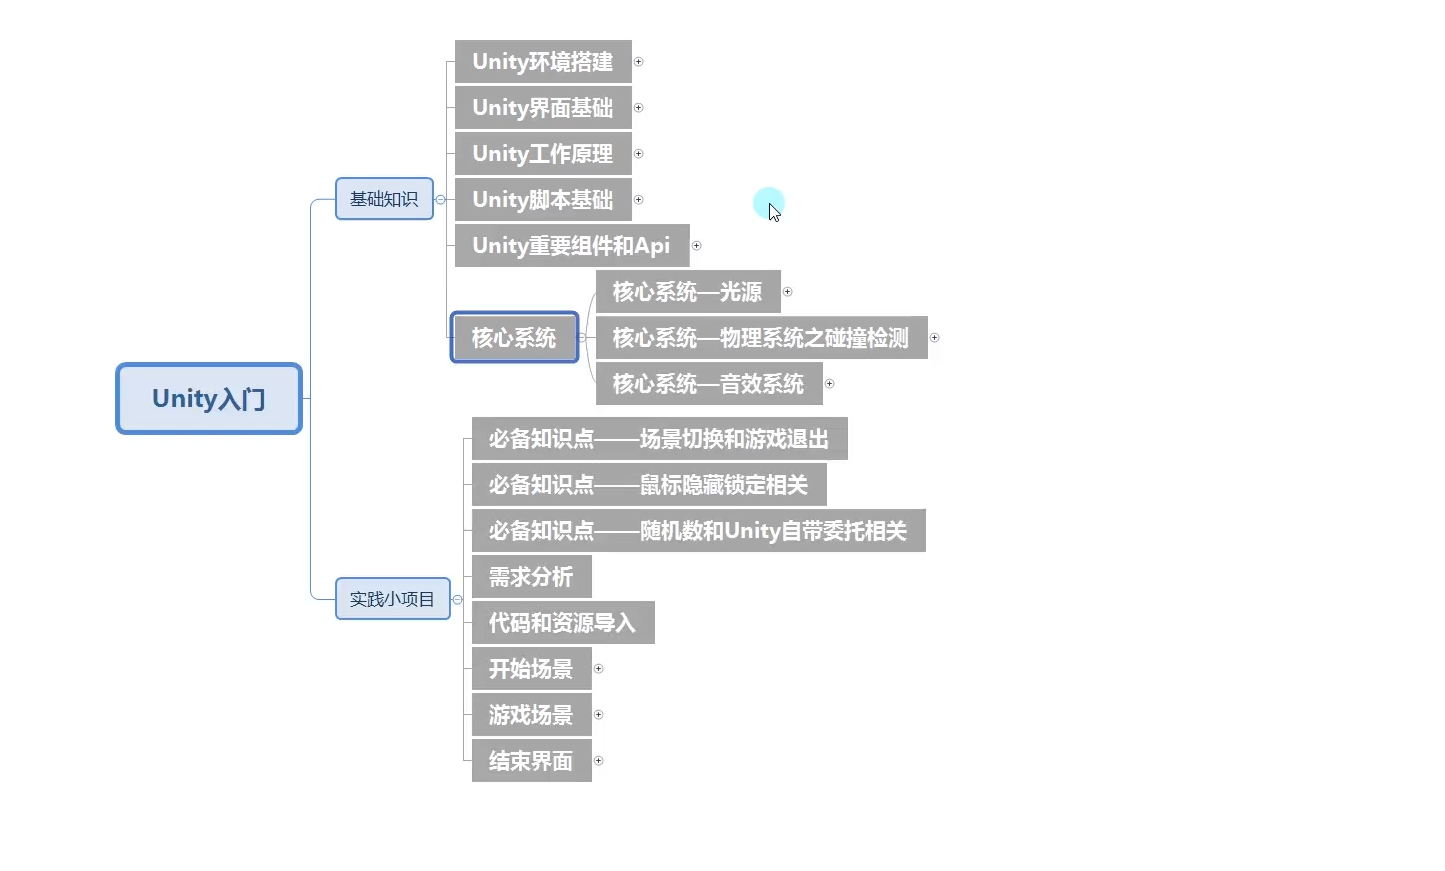 Unity入门
基础知识
Unity环境搭建
Unity界面基础
Unity工作原理
Unity脚本基础
Unity重要组件和Api
核心系统
核心系统—光源
核心系统—物理系统之碰撞检测
核心系统—音效系统
实践小项目
必备知识点——场景切换和游戏退出
必备知识点——鼠标隐藏锁定相关
必备知识点——随机数和Unity自带委托相关
需求分析
代码和资源导入
开始场景
游戏场景
结束界面